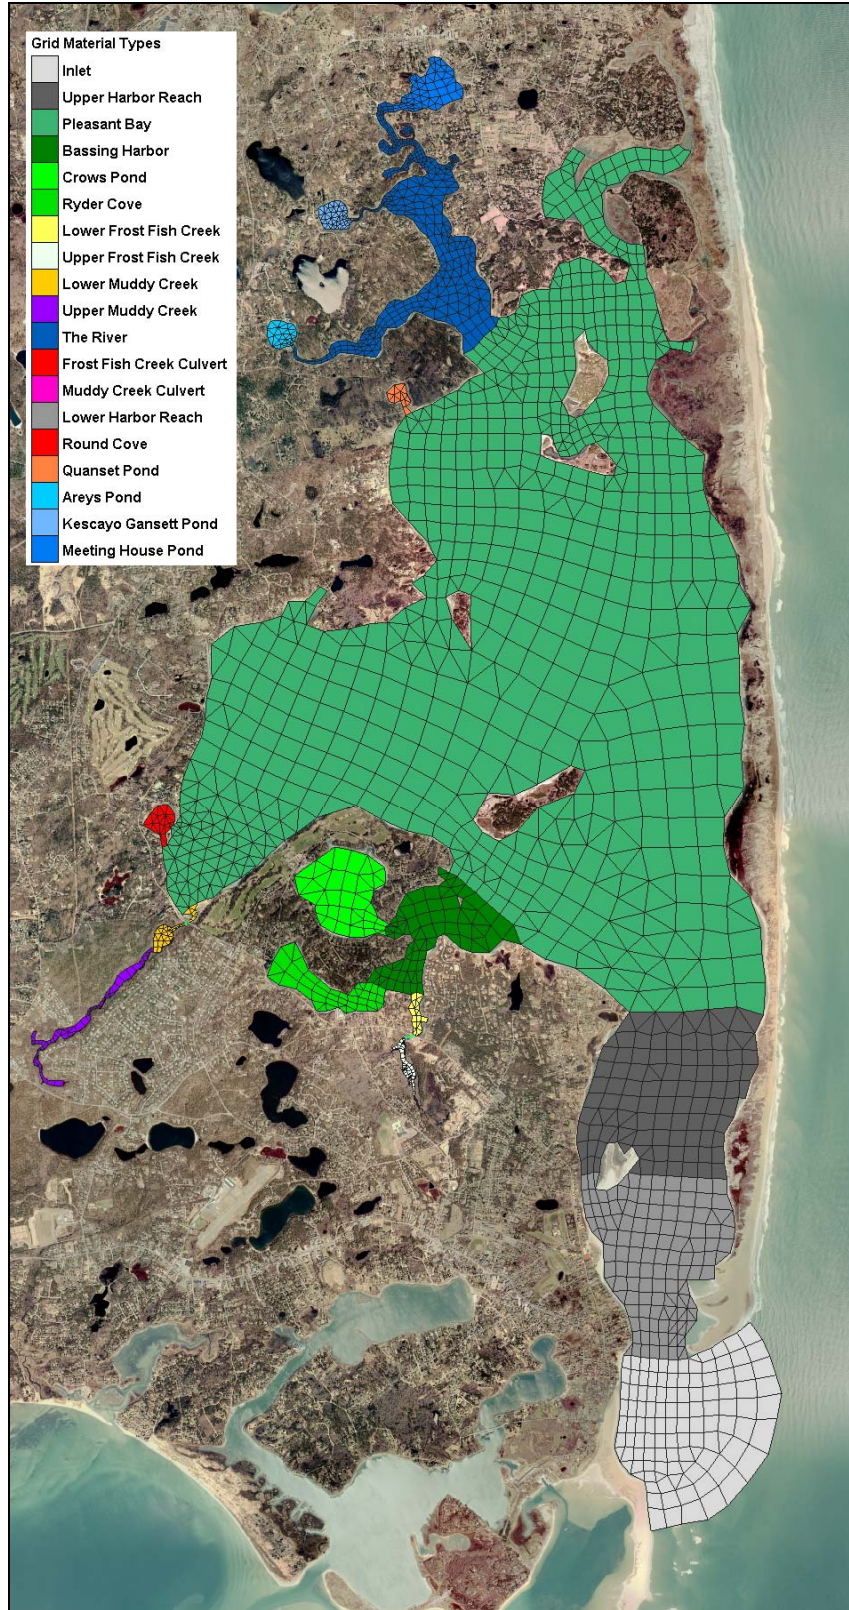 Grid Material Types
Inlet
Upper Harbor Reach
Pleasant Bay
Bassing Harbor
Crows Pond
Ryder Cove
Lower Frost Fish Creek
Upper Frost Fish Creek
Lower Muddy Creek
Upper Muddy Creek
The River
Frost Fish Creek Culvert
Muddy Creek Culvert
Lower Harbor Reach
Round Cove
Quanset Pond
Areys Pond
Kescayo Gansett Pond
Meeting House Pond